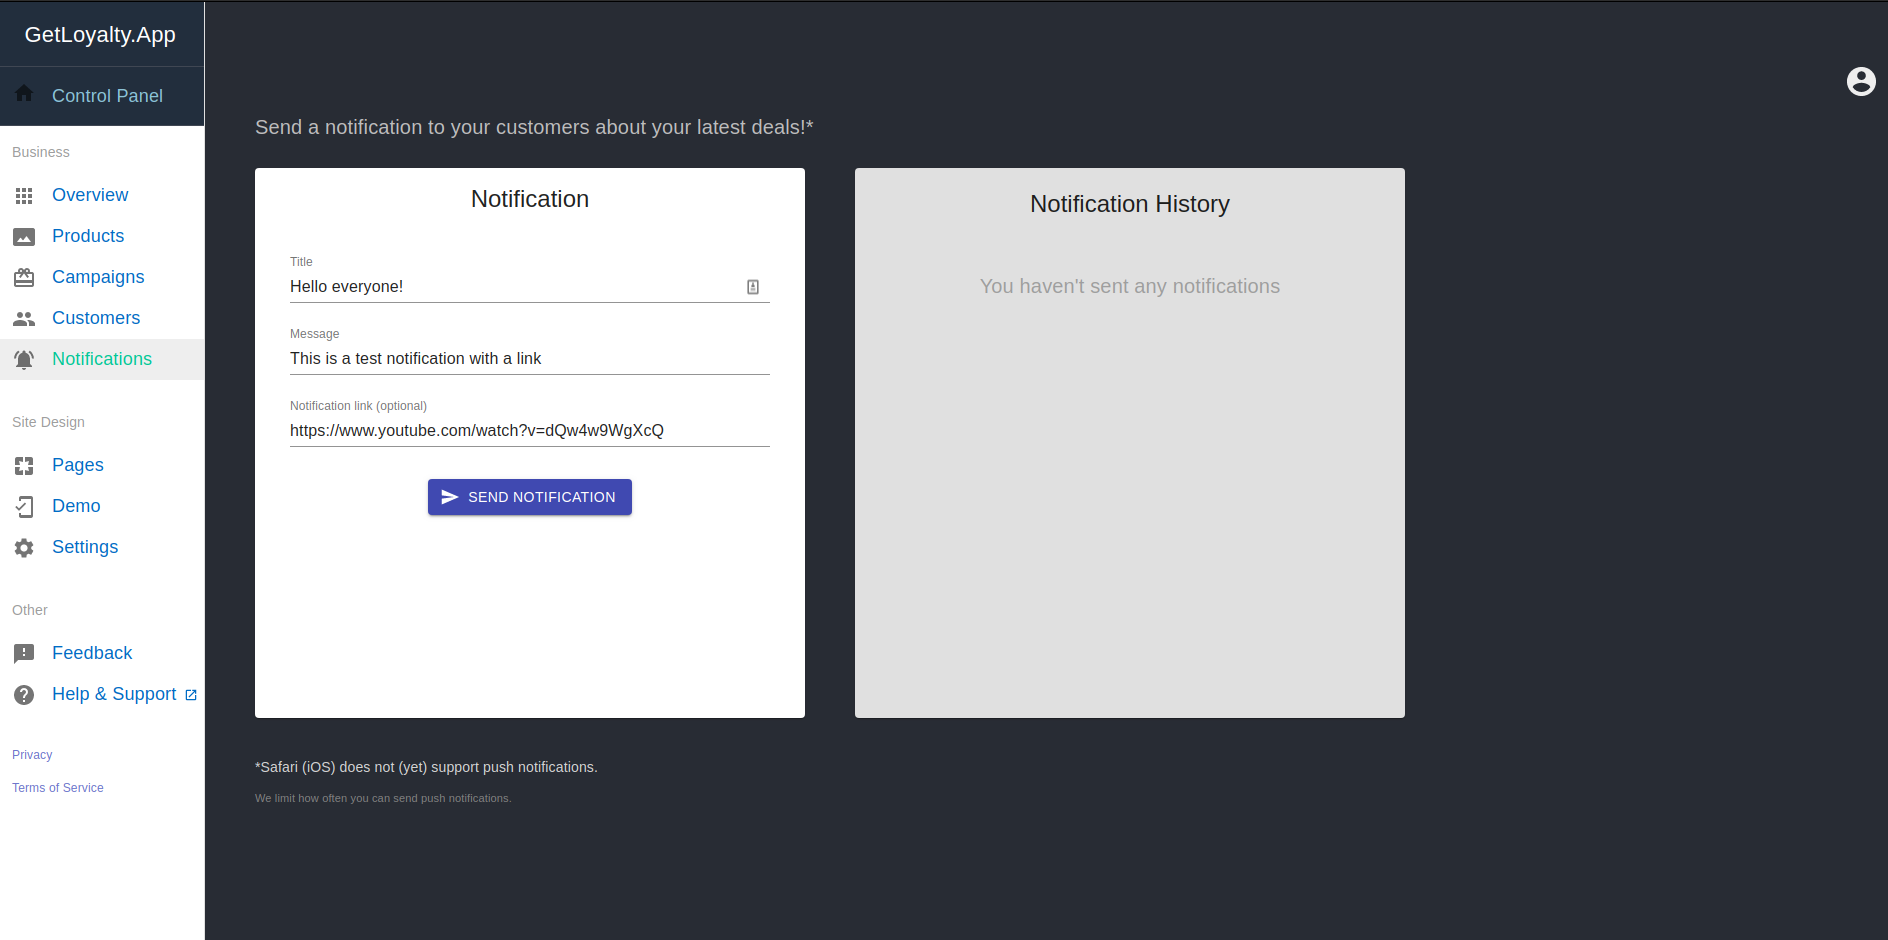 GetLoyalty.App
Control Panel
Business
Overview
Products
Campaigns
Customers
Notifications
Site Design
Pages
Demo
Settings
Other
Feedback
Help & Support
Privacy
Terms of Service
Send a notification to your customers about your latest deals!*
Notification
Title
Hello everyone!
Message
This is a test notification with a link
Notification link (optional)
https://www.youtube.com/watch?v=dQw4w9WgXcQ
SEND NOTIFICATION
Notification History
You haven't sent any notifications
*Safari (iOS) does not (yet) support push notifications.
We limit how often you can send push notifications.